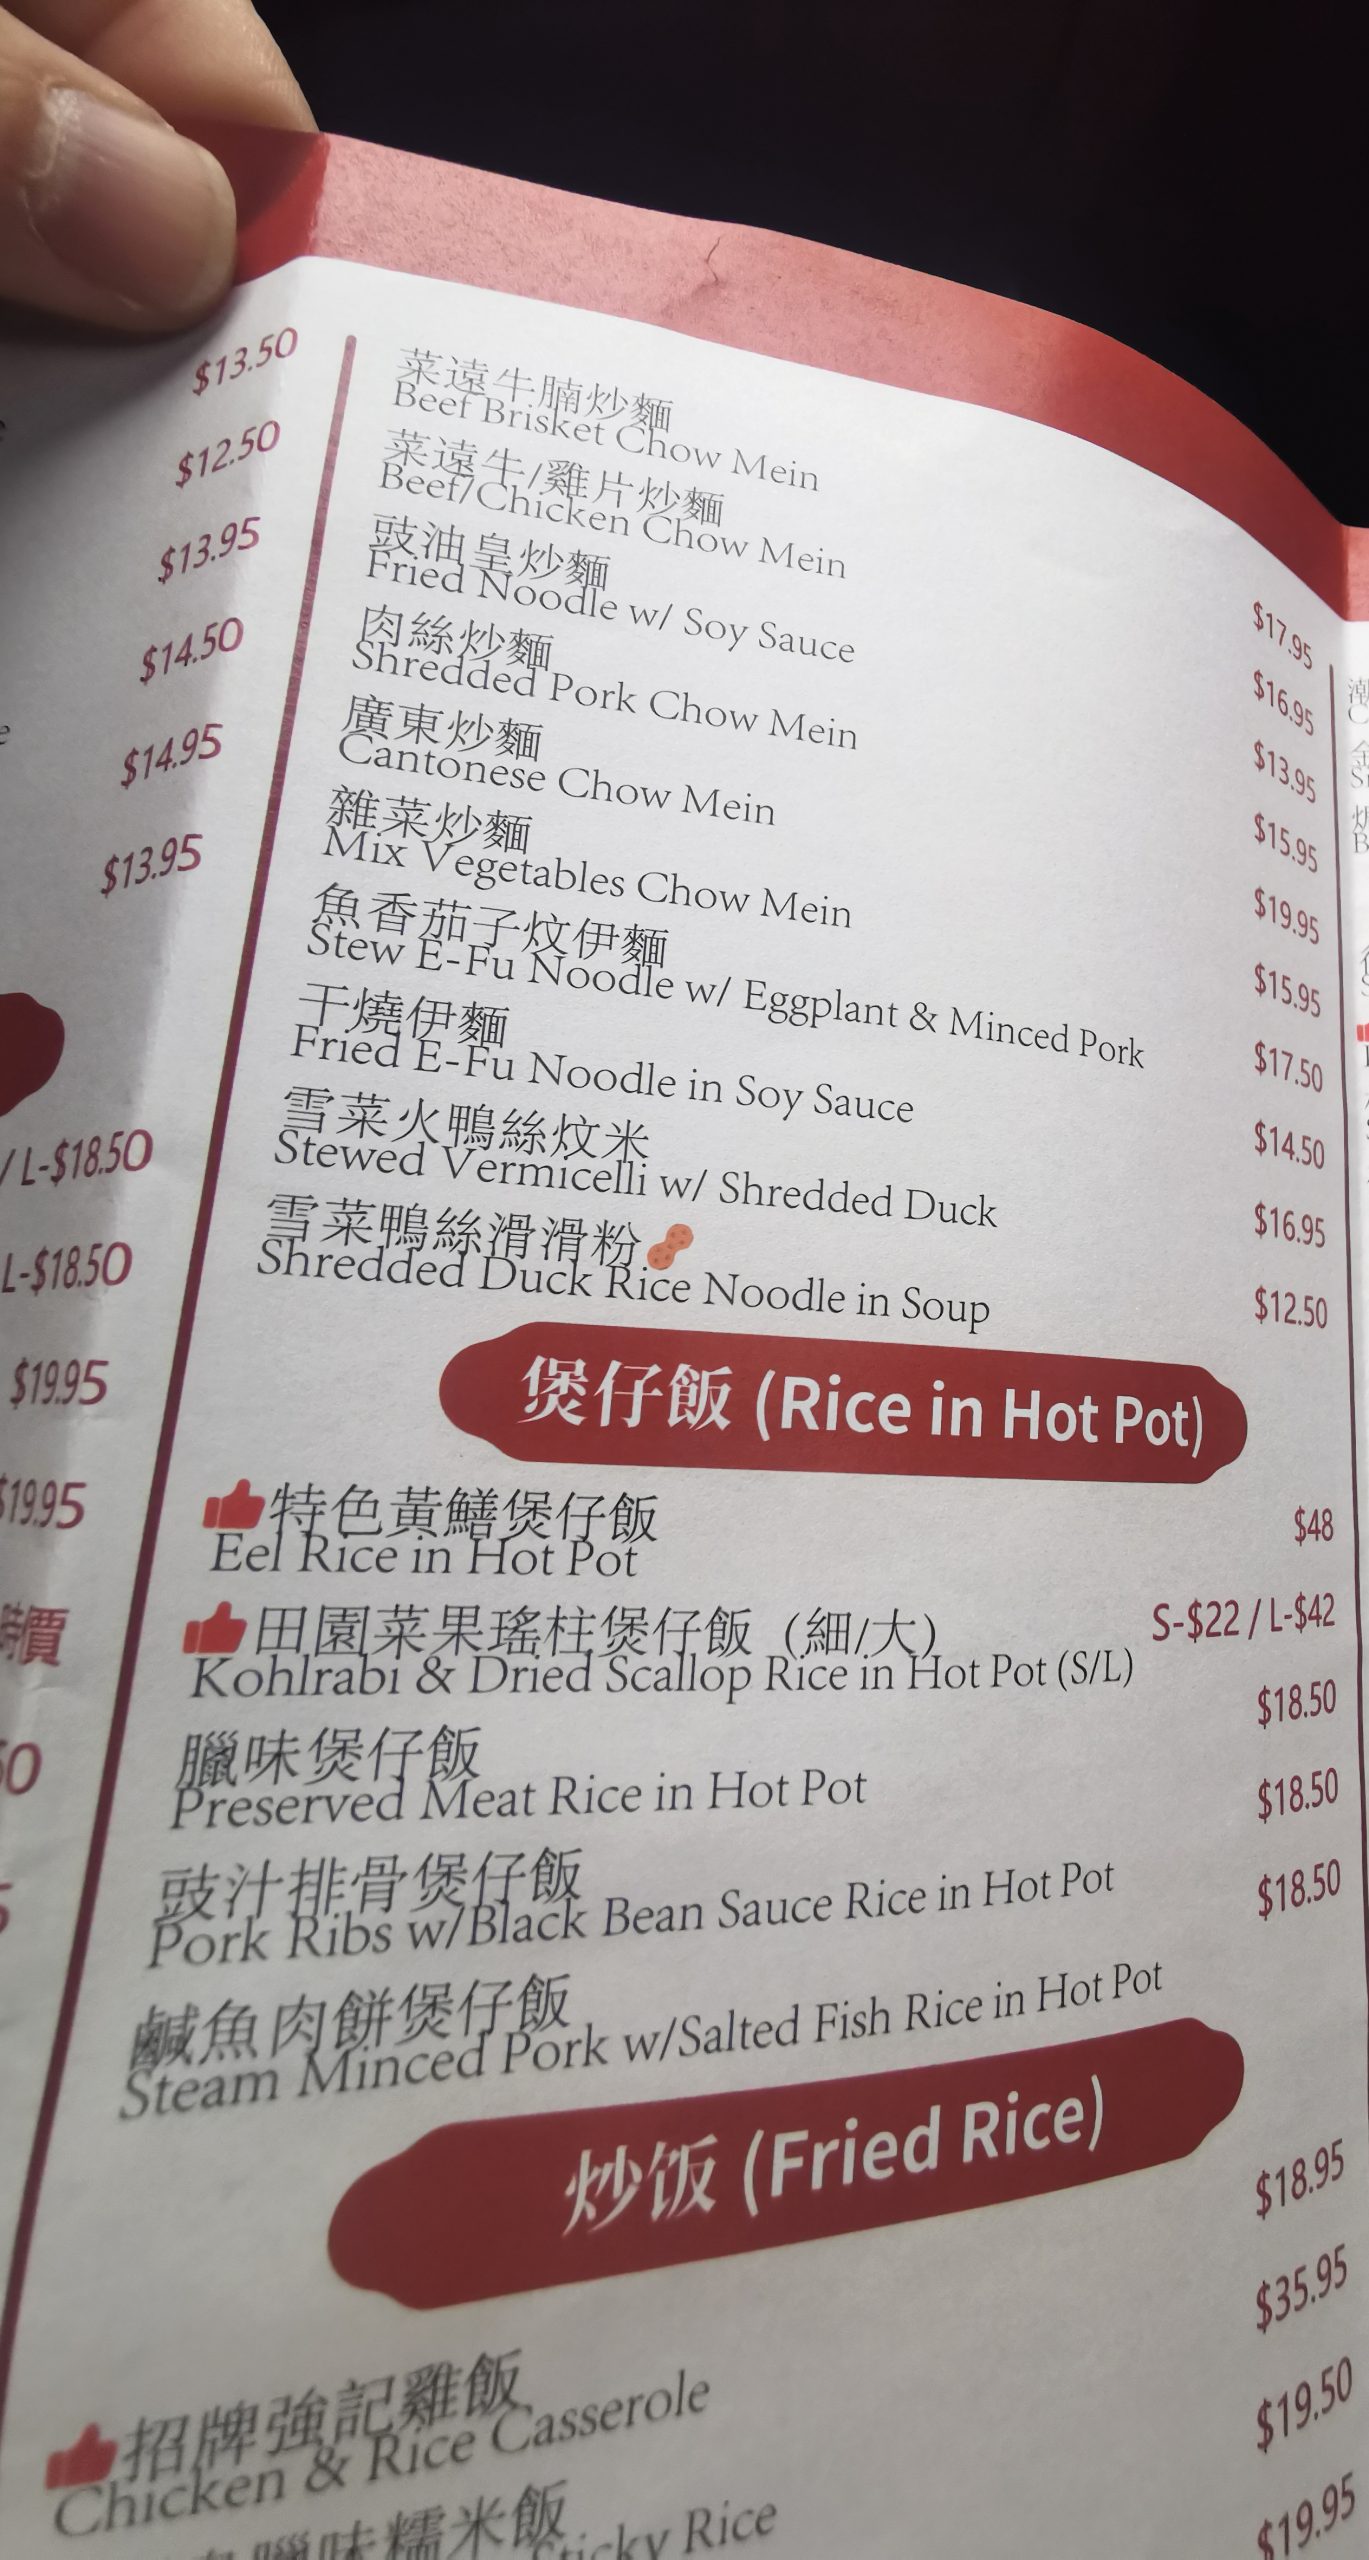 $13.50
$12.50
$13.95
$14.50
$14.95
$13.95
/ L-$18.50
L-$18.50
$19.95
$19.95
時價
菜遠牛腩炒麵
Beef Brisket Chow Mein
$17.95
菜遠牛/雞片炒麵
Beef/Chicken Chow Mein
$16.95
豉油皇炒麵
Fried Noodle w/ Soy Sauce
$13.95
肉絲炒麵
Shredded Pork Chow Mein
$15.95
廣東炒麵
Cantonese Chow Mein
$19.95
雜菜炒麵
Mix Vegetables Chow Mein
$15.95
魚香茄子炆伊麵
Stew E-Fu Noodle w/ Eggplant & Minced Pork
$17.50
干燒伊麵
Fried E-Fu Noodle in Soy Sauce
$14.50
雪菜火鴨絲炆米
Stewed Vermicelli w/ Shredded Duck
$16.95
雪菜鴨絲滑滑粉
Shredded Duck Rice Noodle in Soup
$12.50
煲仔飯 (Rice in Hot Pot)
特色黃鱔煲仔飯
Eel Rice in Hot Pot
$48
田園菜果瑤柱煲仔飯（細/大）
Kohlrabi & Dried Scallop Rice in Hot Pot (S/L)
S-$22 / L-$42
臘味煲仔飯
Preserved Meat Rice in Hot Pot
$18.50
豉汁排骨煲仔飯
Pork Ribs w/Black Bean Sauce Rice in Hot Pot
$18.50
鹹魚肉餅煲仔飯
Steam Minced Pork w/Salted Fish Rice in Hot Pot
$18.50
炒饭 (Fried Rice)
招牌強記雞飯
Chicken & Rice Casserole
$18.95
臘味糯米飯
Sticky Rice
$35.95
$19.50
$19.95